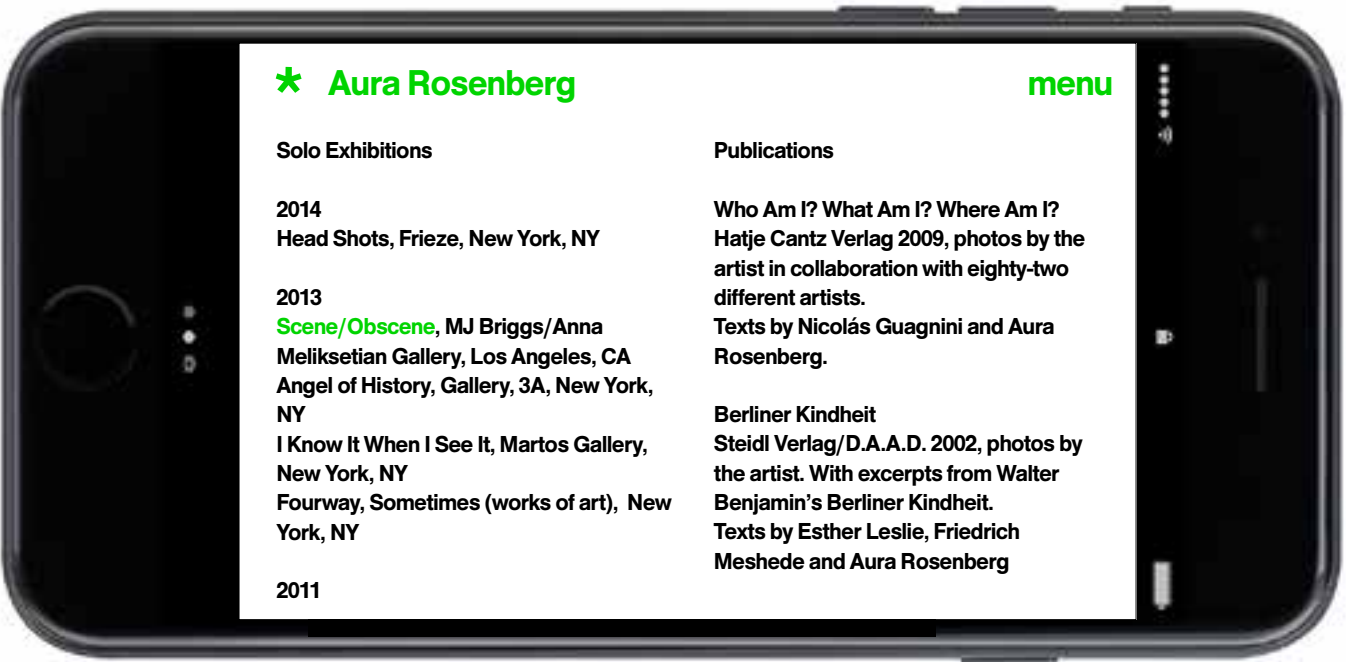 * Aura Rosenberg
menu
Solo Exhibitions
2014
Head Shots, Frieze, New York, NY
2013
Scene/Obscene, MJ Briggs/Anna
Meliksetian Gallery, Los Angeles, CA
Angel of History, Gallery, 3A, New York,
NY
I Know It When I See It, Martos Gallery,
New York, NY
Fourway, Sometimes (works of art),  New
York, NY
2011
Publications
Who Am I? What Am I? Where Am I?
Hatje Cantz Verlag 2009, photos by the
artist in collaboration with eighty-two
different artists.
Texts by Nicolás Guagnini and Aura
Rosenberg.
Berliner Kindheit
Steidl Verlag/D.A.A.D. 2002, photos by
the artist. With excerpts from Walter
Benjamin’s Berliner Kindheit.
Texts by Esther Leslie, Friedrich
Meshede and Aura Rosenberg